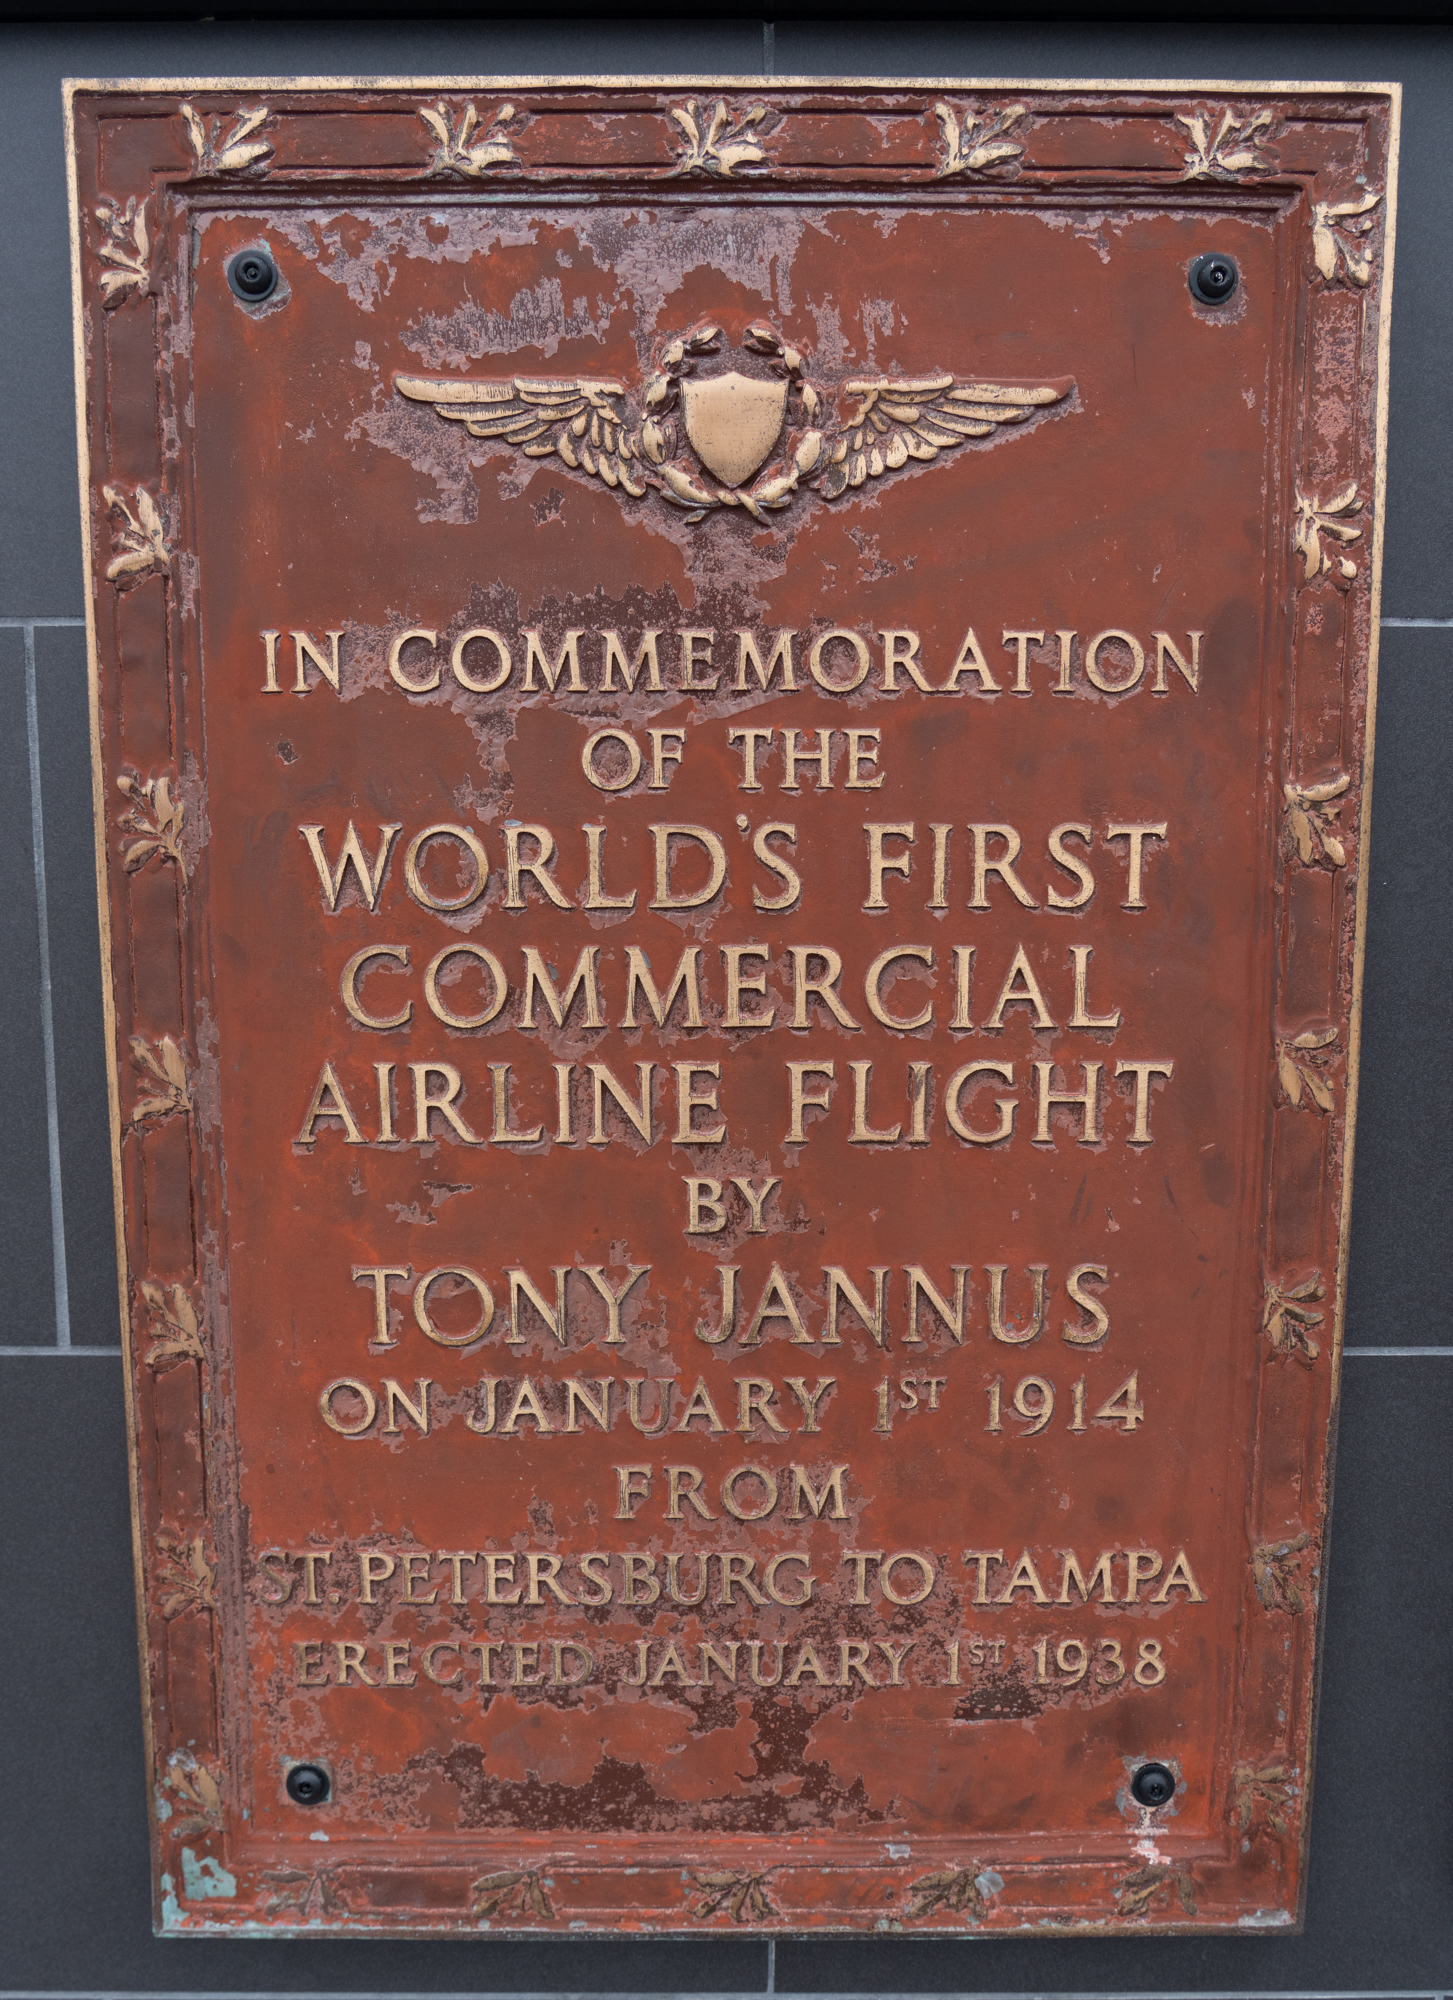 IN COMMEMORATION
OF THE
WORLD'S FIRST
COMMERCIAL
AIRLINE FLIGHT
BY
TONY JANNUS
ON JANUARY 1ST 1914
FROM
ST. PETERSBURG TO TAMPA
ERECTED JANUARY 1ST 1938